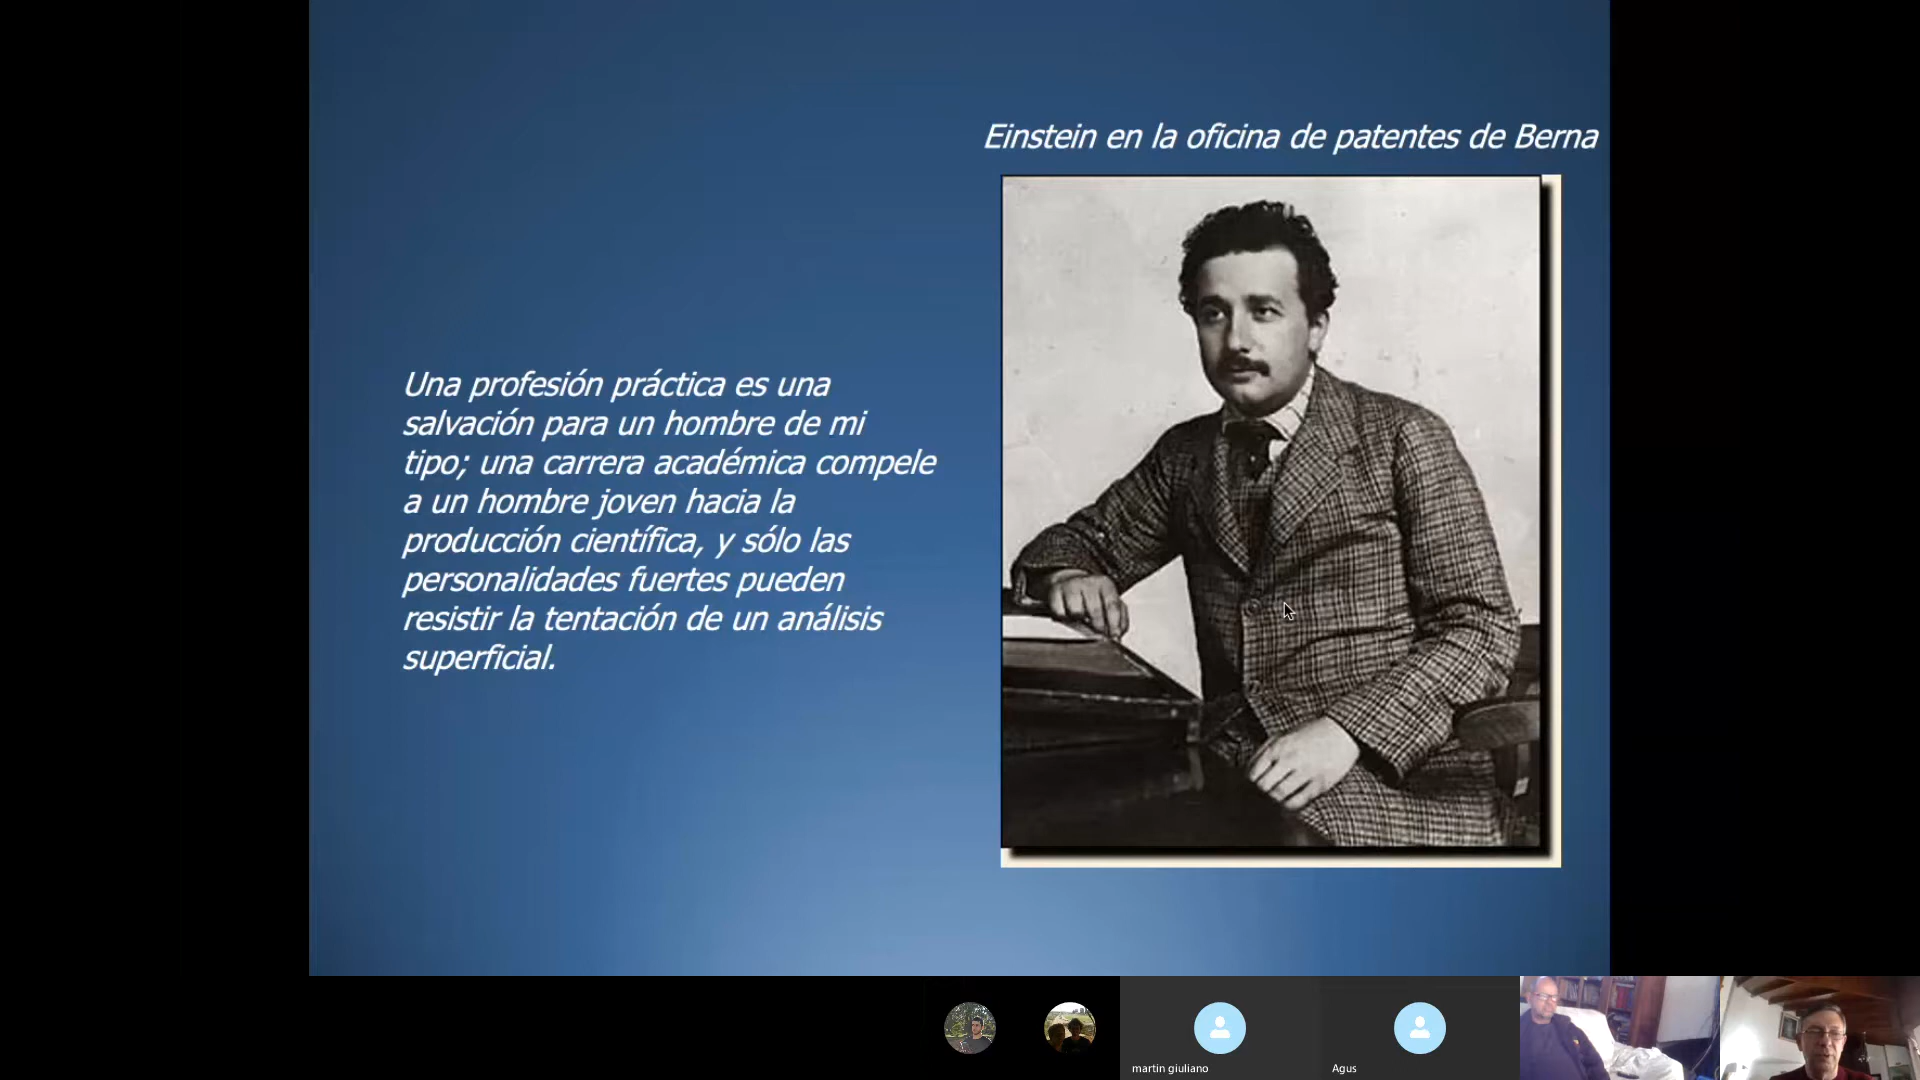 Einstein en la oficina de patentes de Berna
Una profesión práctica es una
salvación para un hombre de mi
tipo; una carrera académica compele
a un hombre joven hacia la
producción científica, y sólo las
personalidades fuertes pueden
resistir la tentación de un análisis
superficial.
martin giuliano
Agus